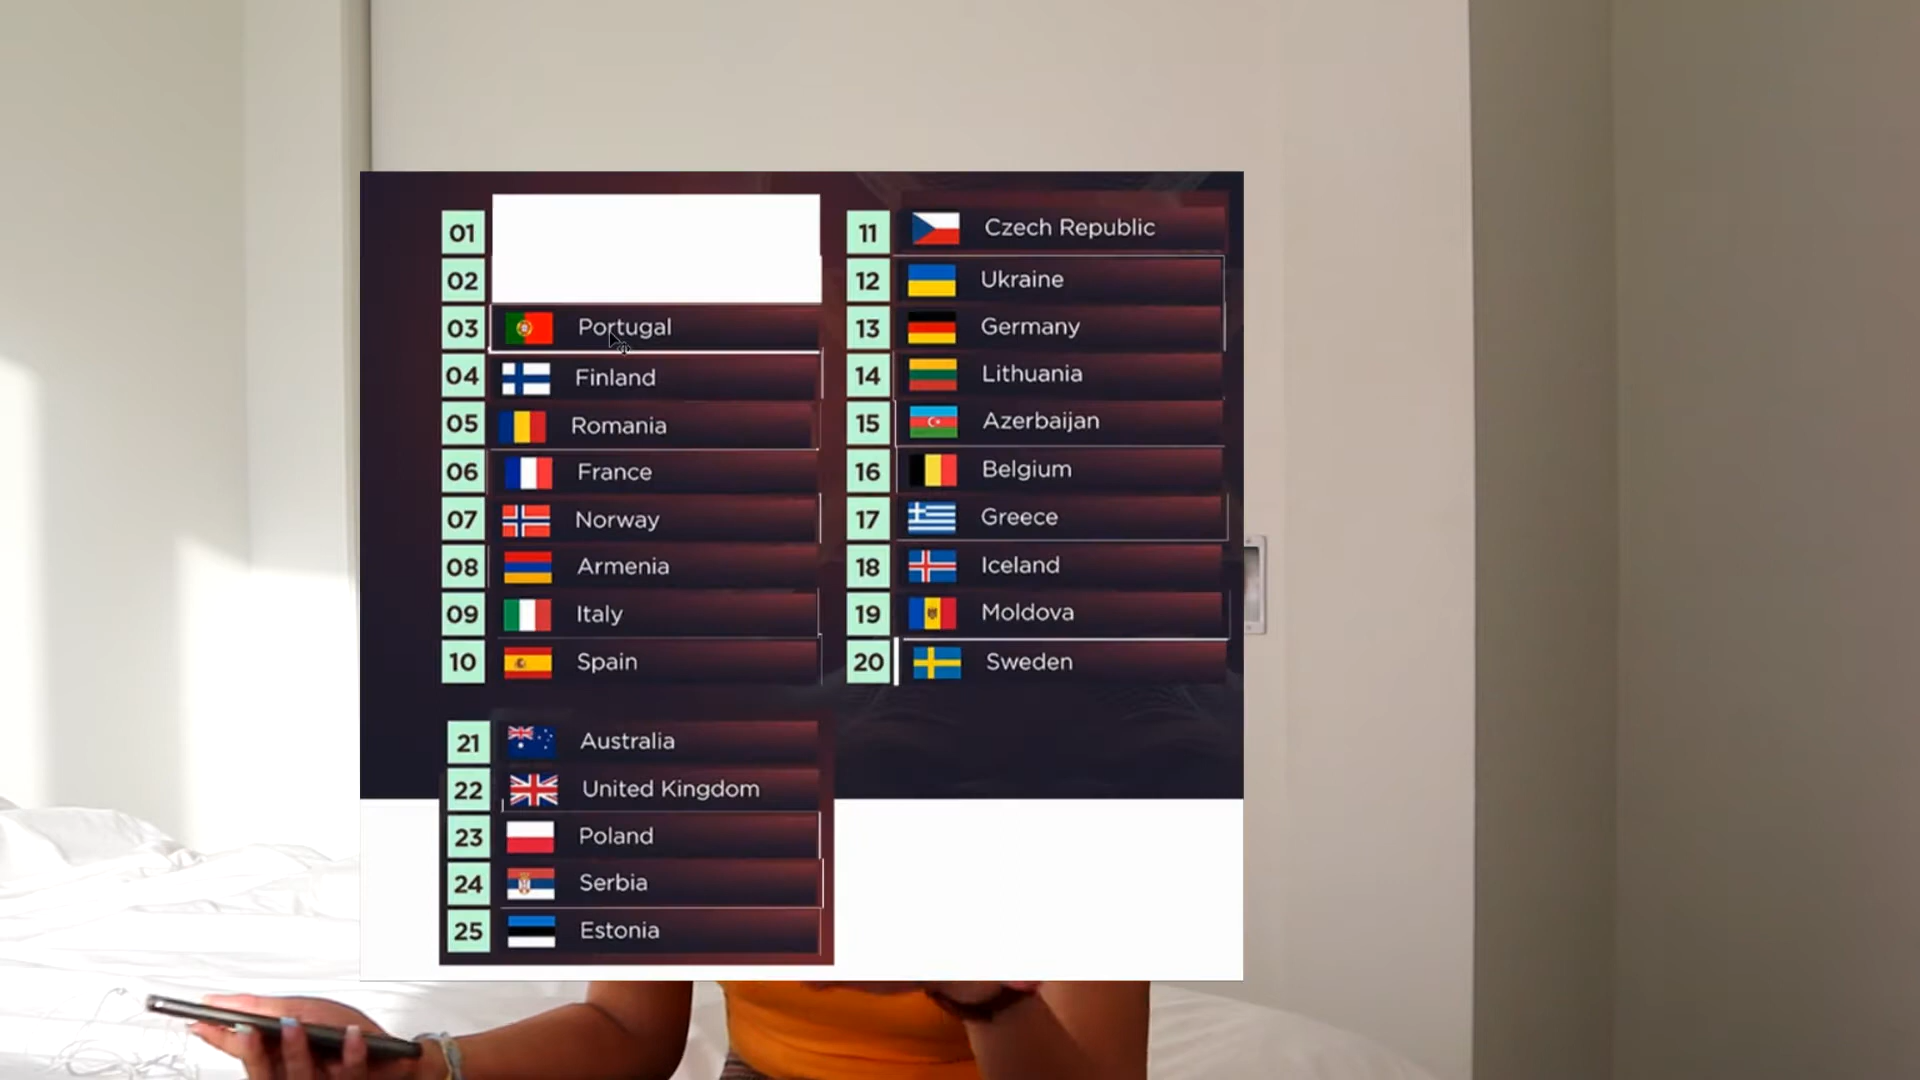 01
02
03 Portugal
04 Finland
05 Romania
06 France
07 Norway
08 Armenia
09 Italy
10 Spain
11 Czech Republic
12 Ukraine
13 Germany
14 Lithuania
15 Azerbaijan
16 Belgium
17 Greece
18 Iceland
19 Moldova
20 Sweden
21 Australia
22 United Kingdom
23 Poland
24 Serbia
25 Estonia